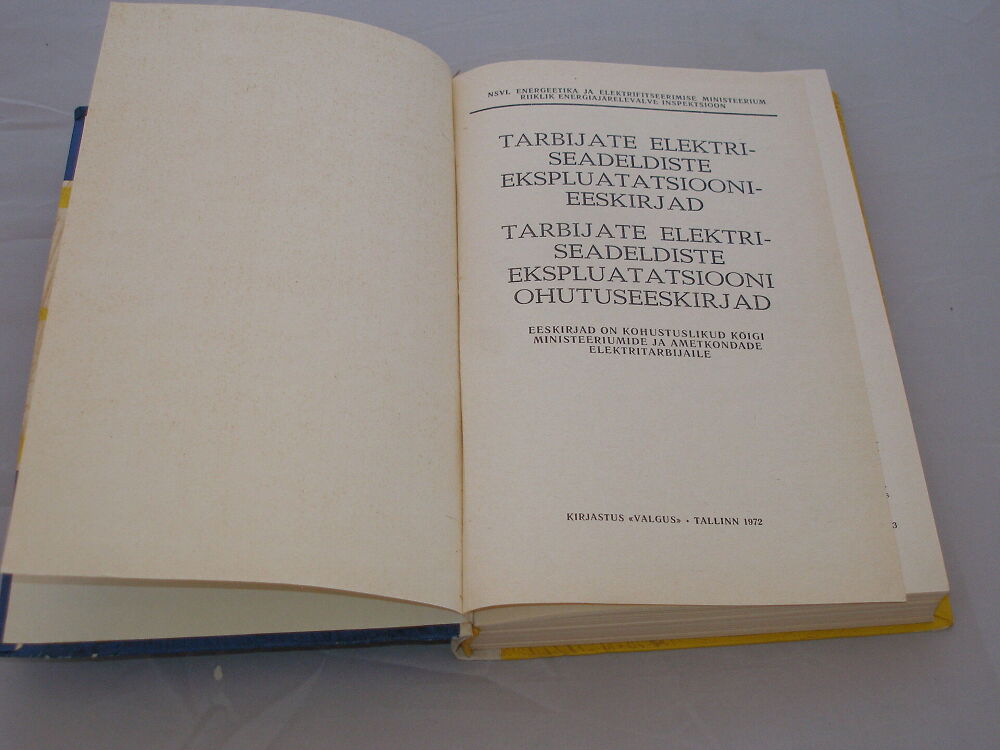 NSVL ENERGEETIKA JA ELEKTRIFITSEERIMISE MINISTEERIUM
RIIKLIK ENERGIAJÄRELEVALVE INSPEKTSIOON
TARBIJATE ELEKTRI-
SEADELDISTE
EKSPLUATATSIOONI-
EESKIRJAD
TARBIJATE ELEKTRI-
SEADELDISTE
EKSPLUATATSIOONI
OHUTUSEESKIRJAD
EESKIRJAD ON KOHUSTUSLIKUD KÕIGI
MINISTEERIUMIDE JA AMETKONDADE
ELEKTRITARBIJAILE
KIRJASTUS «VALGUS» • TALLINN 1972
3